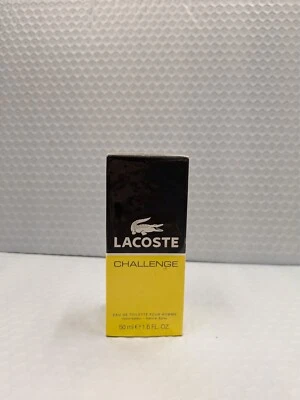 LACOSTE
CHALLENGE
EAU DE TOILETTE POUR HOMME
50 ml ℮ 1.6 FL. OZ.